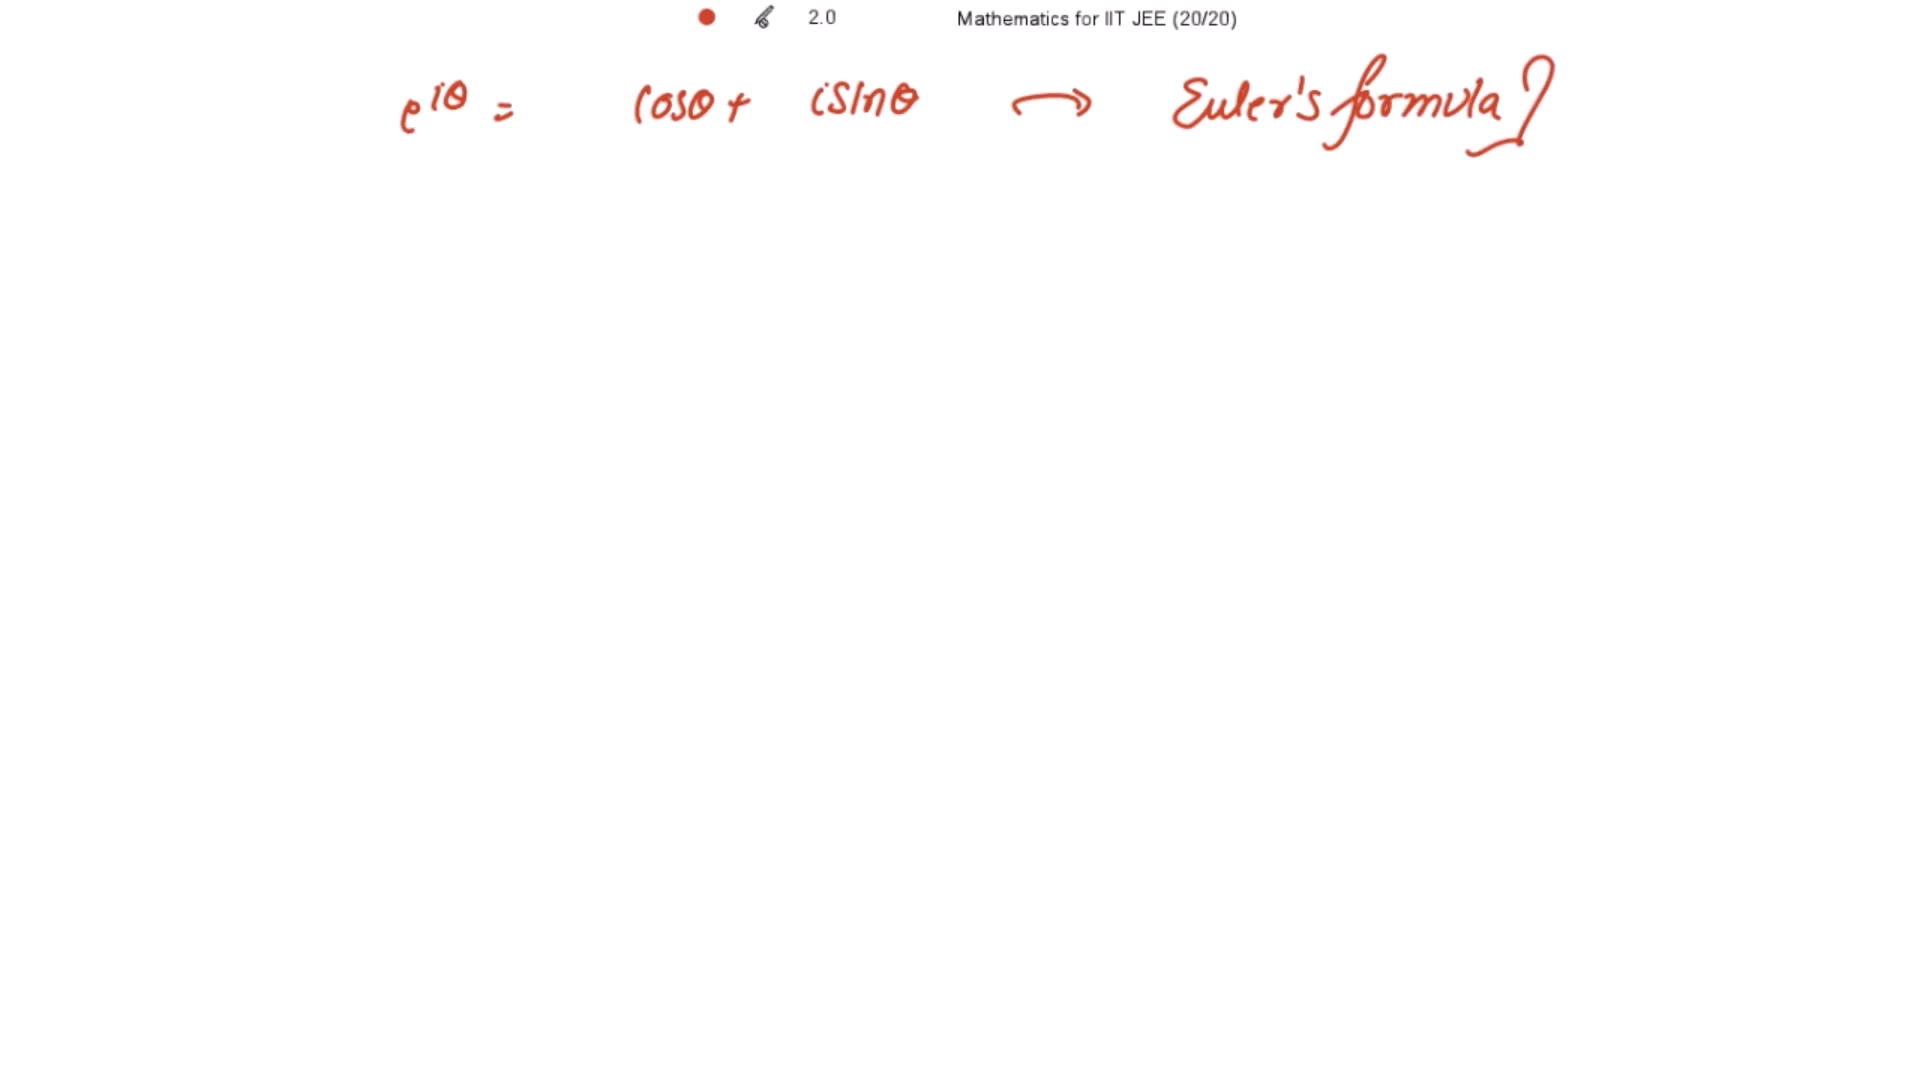 2.0 Mathematics for IIT JEE (20/20)
e^{iθ} = cosθ + isinθ → Euler's formula?